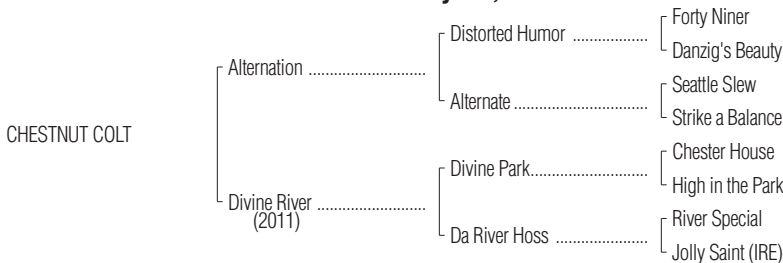 Forty Niner
Distorted Humor ..................
Danzig's Beauty
Alternation ...........................
Seattle Slew
Alternate ...............................
Strike a Balance
CHESTNUT COLT
Chester House
Divine Park...........................
High in the Park
Divine River .........................
(2011)
River Special
Da River Hoss .....................
Jolly Saint (IRE)